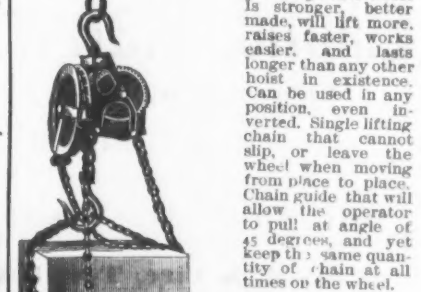 Is stronger, better
made, will lift more,
raises faster, works
easier, and lasts
longer than any other
hoist in existence.
Can be used in any
position, even in-
verted. Single lifting
chain that cannot
slip, or leave the
wheel when moving
from place to place.
Chain guide that will
allow the operator
to pull at angle of
45 degrees, and yet
keep the same quan-
tity of chain at all
times on the wheel.